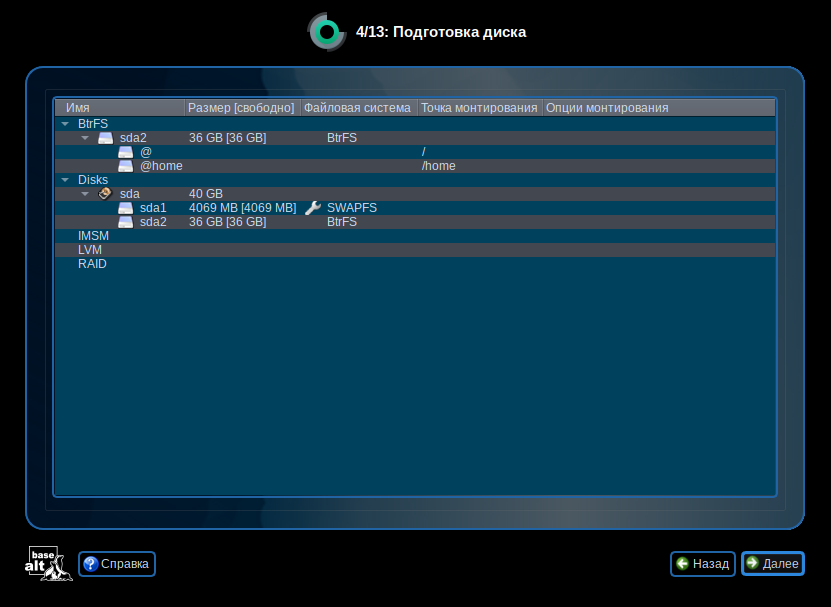 4/13: Подготовка диска
Имя Размер [свободно] Файловая система Точка монтирования Опции монтирования
BtrFS
sda2 36 GB [36 GB] BtrFS
@ /
@home /home
Disks
sda 40 GB
sda1 4069 MB [4069 MB] SWAPFS
sda2 36 GB [36 GB] BtrFS
IMSM
LVM
RAID
base
alt
Справка
Назад
Далее